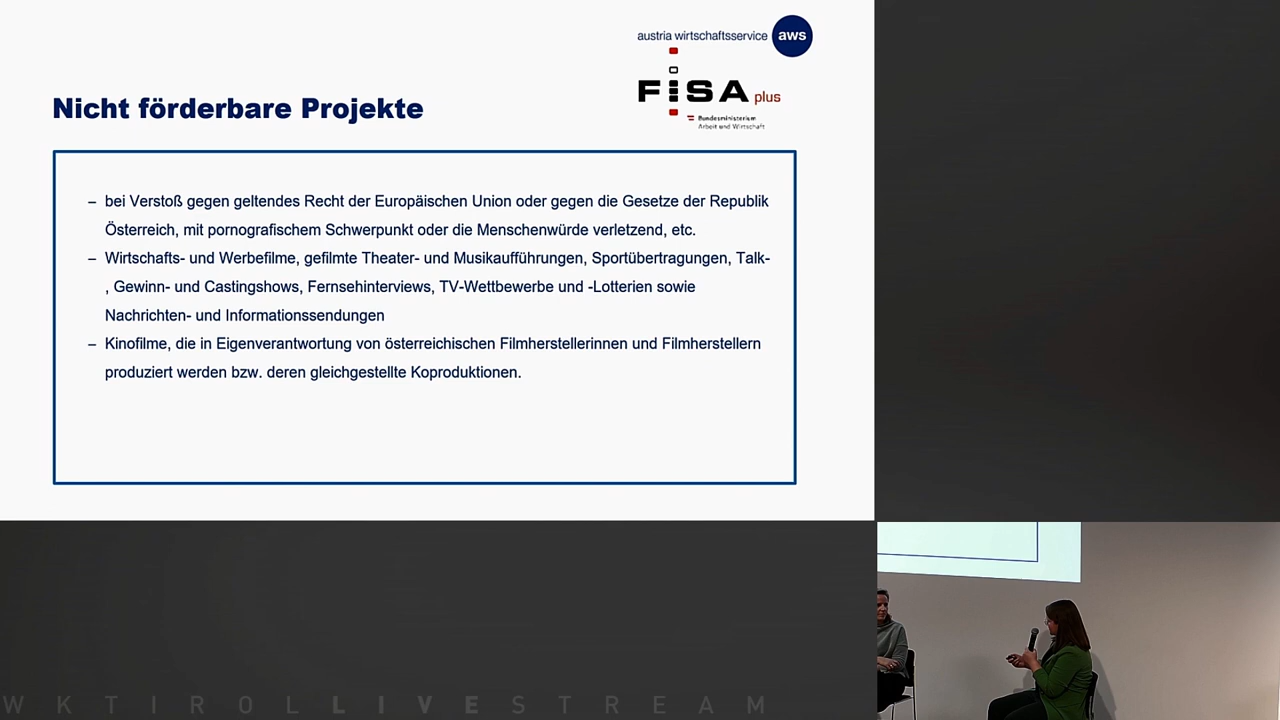 austria wirtschaftsservice aws
FiSA plus
Bundesministerium
Arbeit und Wirtschaft
Nicht förderbare Projekte
– bei Verstoß gegen geltendes Recht der Europäischen Union oder gegen die Gesetze der Republik
Österreich, mit pornografischem Schwerpunkt oder die Menschenwürde verletzend, etc.
– Wirtschafts- und Werbefilme, gefilmte Theater- und Musikaufführungen, Sportübertragungen, Talk-
, Gewinn- und Castingshows, Fernsehinterviews, TV-Wettbewerbe und -Lotterien sowie
Nachrichten- und Informationssendungen
– Kinofilme, die in Eigenverantwortung von österreichischen Filmherstellerinnen und Filmherstellern
produziert werden bzw. deren gleichgestellte Koproduktionen.
WKTIROLLIVESTREAM